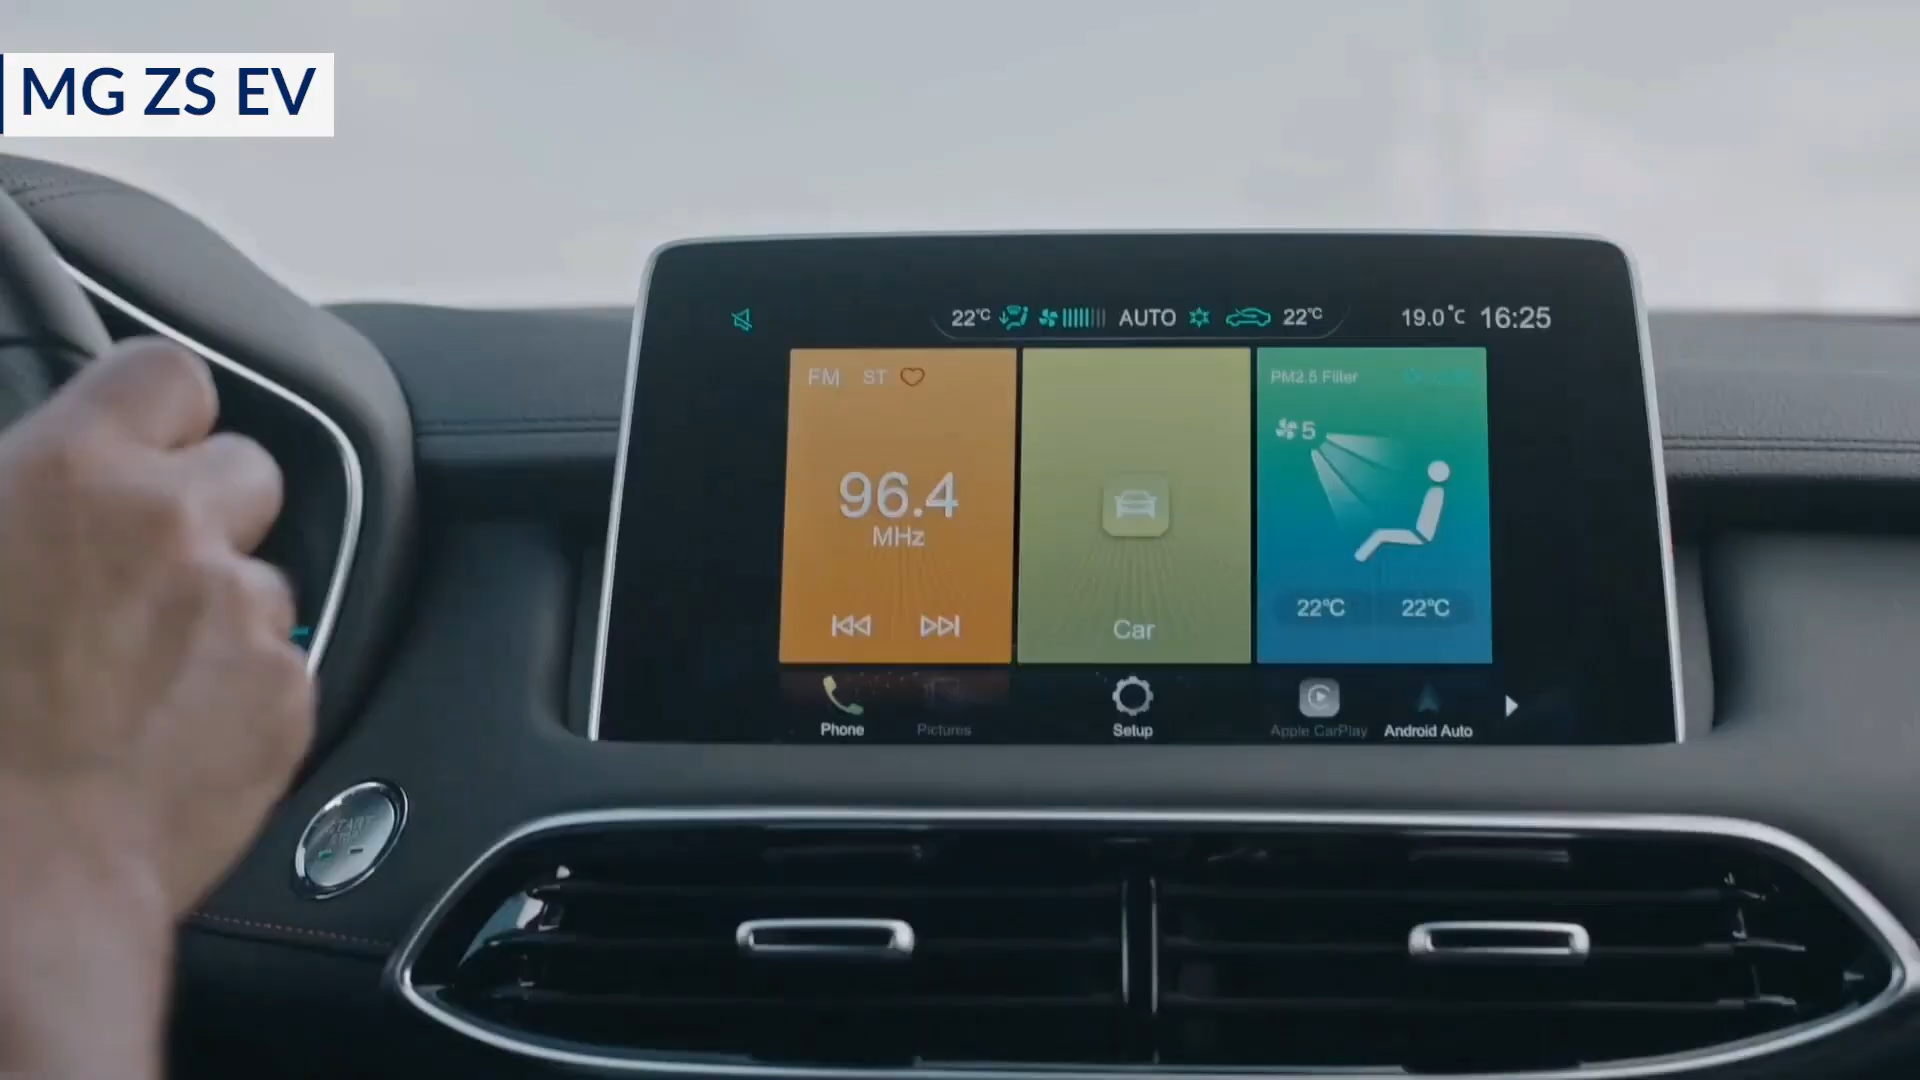 MG ZS EV
22°C AUTO 22°C 19.0°C 16:25
FM ST
PM2.5 Filter
5
96.4
MHz
Car
22°C 22°C
Phone Pictures Setup Apple CarPlay Android Auto
START